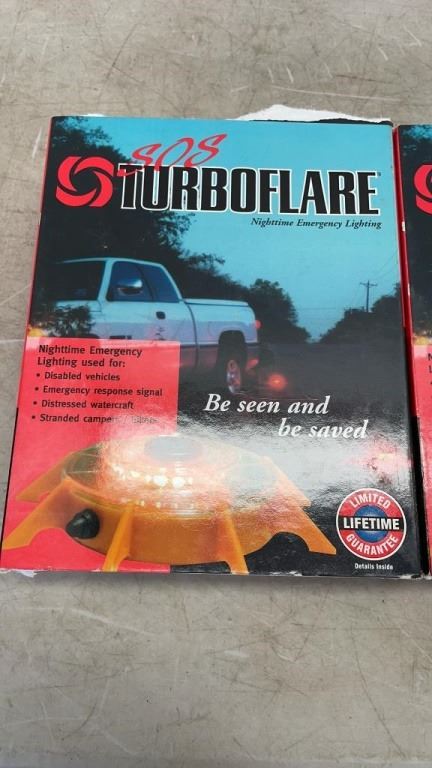 SOS
TURBOFLARE®
Nighttime Emergency Lighting
Nighttime Emergency
Lighting used for:
• Disabled vehicles
• Emergency response signal
• Distressed watercraft
• Stranded campers /
Be seen and
be saved
LIMITED
LIFETIME
GUARANTEE
Details Inside